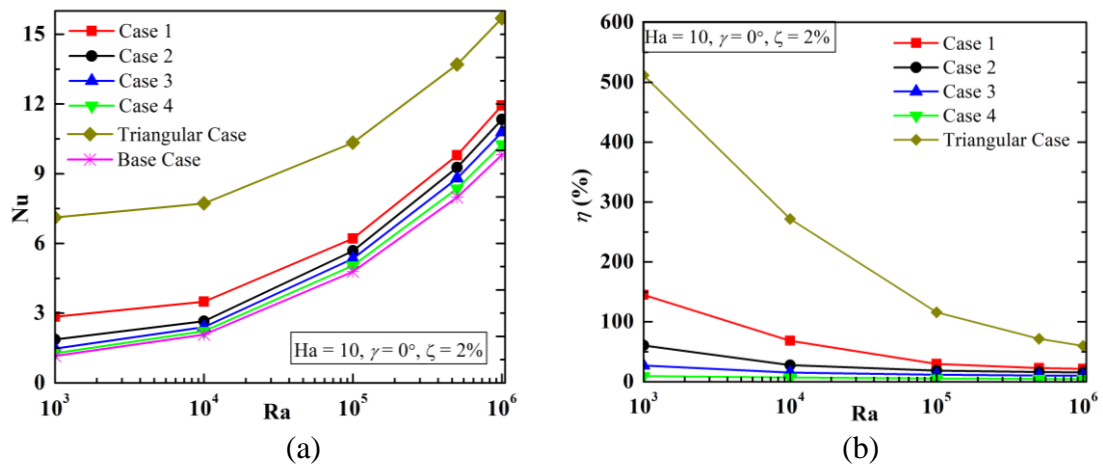 15
12
9
6
3
0
Nu
Case 1
Case 2
Case 3
Case 4
Triangular Case
Base Case
Ha = 10, γ = 0°, ζ = 2%
10³ 10⁴ 10⁵ 10⁶
Ra
(a)
600
500
400
300
200
100
0
η (%)
Ha = 10, γ = 0°, ζ = 2%
Case 1
Case 2
Case 3
Case 4
Triangular Case
10³ 10⁴ 10⁵ 10⁶
Ra
(b)